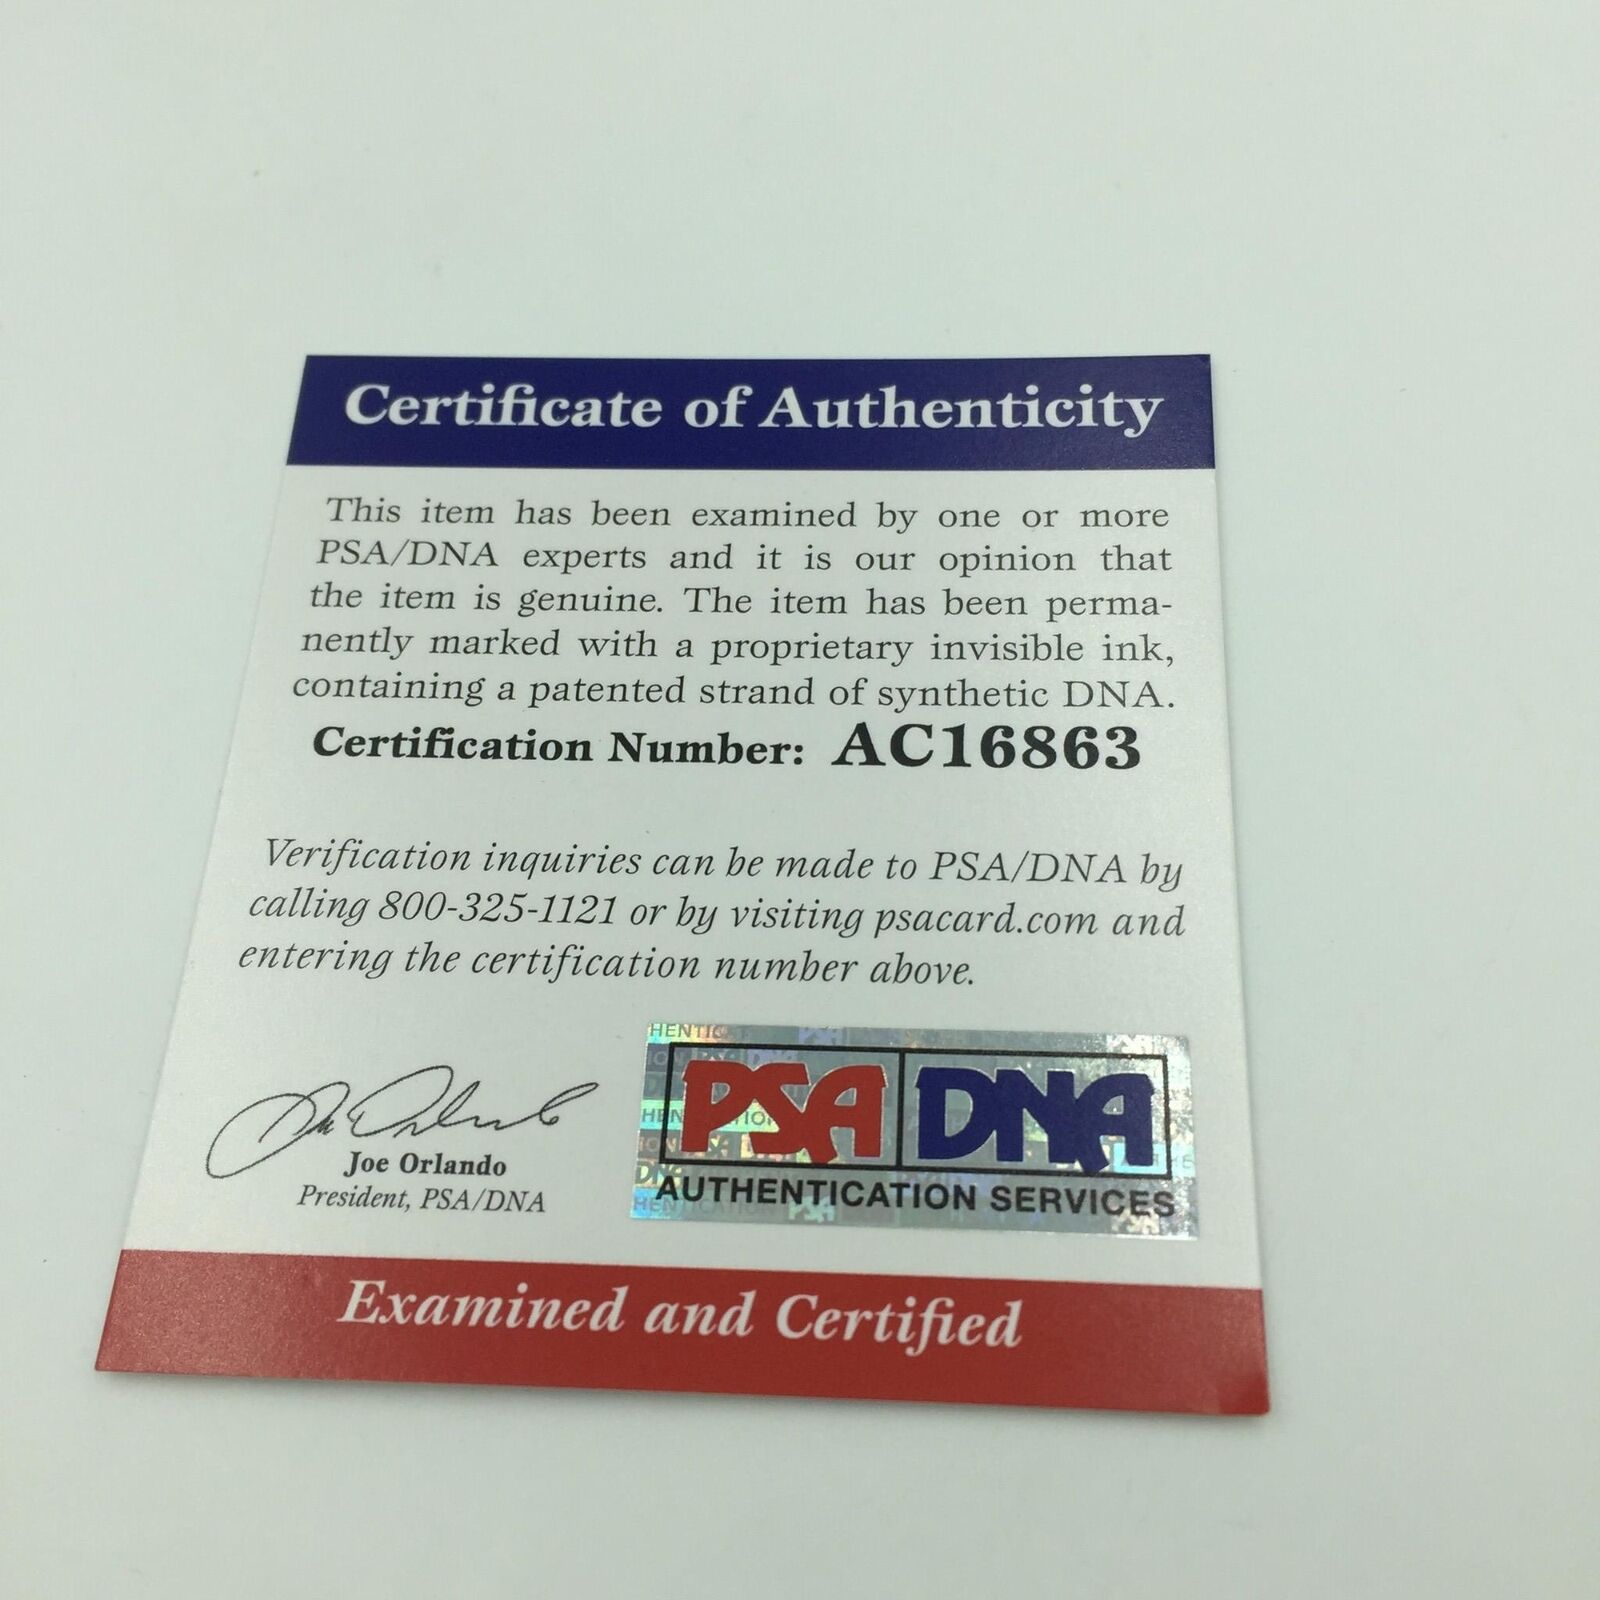 Certificate of Authenticity
This item has been examined by one or more
PSA/DNA experts and it is our opinion that
the item is genuine. The item has been perma-
nently marked with a proprietary invisible ink,
containing a patented strand of synthetic DNA.
Certification Number: AC16863
Verification inquiries can be made to PSA/DNA by
calling 800-325-1121 or by visiting psacard.com and
entering the certification number above.
Joe Orlando
President, PSA/DNA
PSA DNA
AUTHENTICATION SERVICES
Examined and Certified